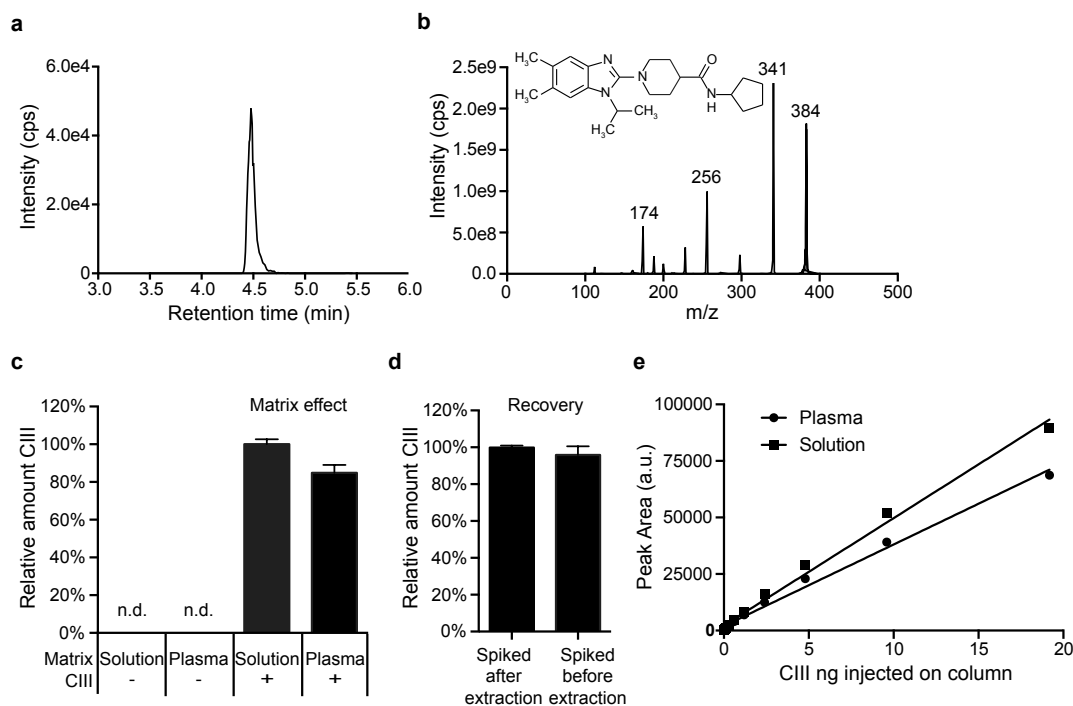 a
6.0e4
4.0e4
2.0e4
0
Intensity (cps)
3.0 3.5 4.0 4.5 5.0 5.5 6.0
Retention time (min)
b
2.5e9
2.0e9
1.5e9
1.0e9
5.0e8
0.0
Intensity (cps)
H3C
H3C
N
N
N
O
N
H
CH3
CH3
341
384
256
174
0 100 200 300 400 500
m/z
c
Matrix effect
120%
100%
80%
60%
40%
20%
0%
Relative amount CIII
n.d. n.d.
Matrix Solution Plasma Solution Plasma
CIII - - + +
d
Recovery
120%
100%
80%
60%
40%
20%
0%
Relative amount CIII
Spiked after extraction
Spiked before extraction
e
100000
75000
50000
25000
0
Peak Area (a.u.)
Plasma
Solution
0 5 10 15 20
CIII ng injected on column